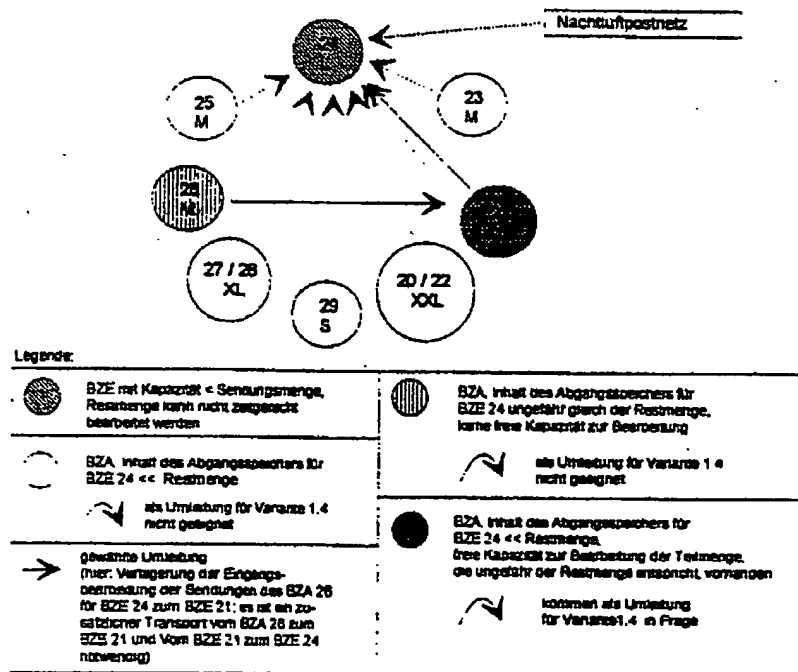 Nachtluftpostnetz
25
M
23
M
27 / 28
XL
29
S
20 / 22
XXL
Legende:
BZE mit Kapazität < Sendungsmenge,
Restmenge kann nicht zeitgerecht
bearbeitet werden
BZA, Inhalt des Abgangsspeichers für
BZE 24 << Restmenge
als Umleitung für Variante 1.4
nicht geeignet
gewählte Umleitung
(hier: Verlagerung der Eingangs-
bearbeitung der Sendungen des BZA 26
für BZE 24 zum BZE 21; es ist ein zu-
sätzlicher Transport vom BZA 26 zum
BZE 21 und vom BZE 21 zum BZE 24
notwendig)
BZA, Inhalt des Abgangsspeichers für
BZE 24 ungefähr gleich der Restmenge,
keine freie Kapazität zur Bearbeitung
als Umleitung für Variante 1.4
nicht geeignet
BZA, Inhalt des Abgangsspeichers für
BZE 24 << Restmenge,
freie Kapazität zur Bearbeitung der Teilmenge,
die ungefähr der Restmenge entspricht, vorhanden
kommen als Umleitung
für Variante1.4 in Frage